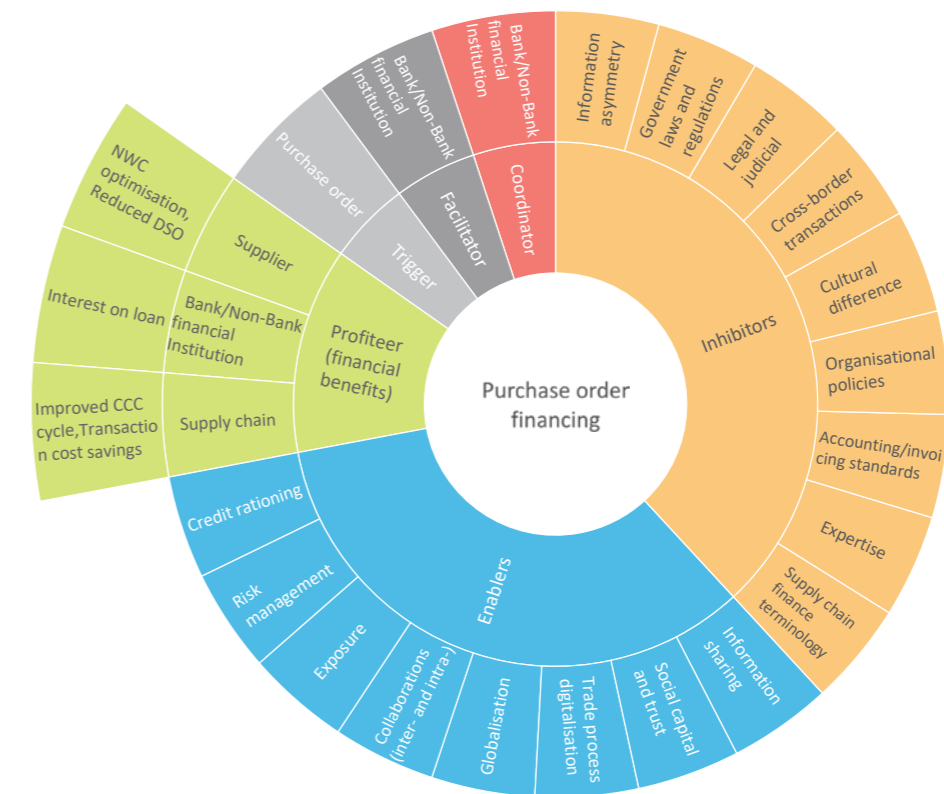 Purchase order
financing
Inhibitors
Information
asymmetry
Government
laws and
regulations
Legal and
judicial
Cross-border
transactions
Cultural
difference
Organisational
policies
Accounting/invoi
cing standards
Expertise
Supply chain
finance
terminology
Enablers
Information
sharing
Social capital
and trust
Trade process
digitalisation
Globalisation
Collaborations
(inter- and intra-)
Exposure
Risk
management
Credit rationing
Profiteer
(financial
benefits)
Supply chain
Improved CCC
cycle,Transactio
n cost savings
Bank/Non-Bank
financial
Institution
Interest on loan
Supplier
NWC
optimisation,
Reduced DSO
Trigger
Purchase order
Facilitator
Bank/Non-Bank
financial
Institution
Coordinator
Bank/Non-Bank
financial
Institution